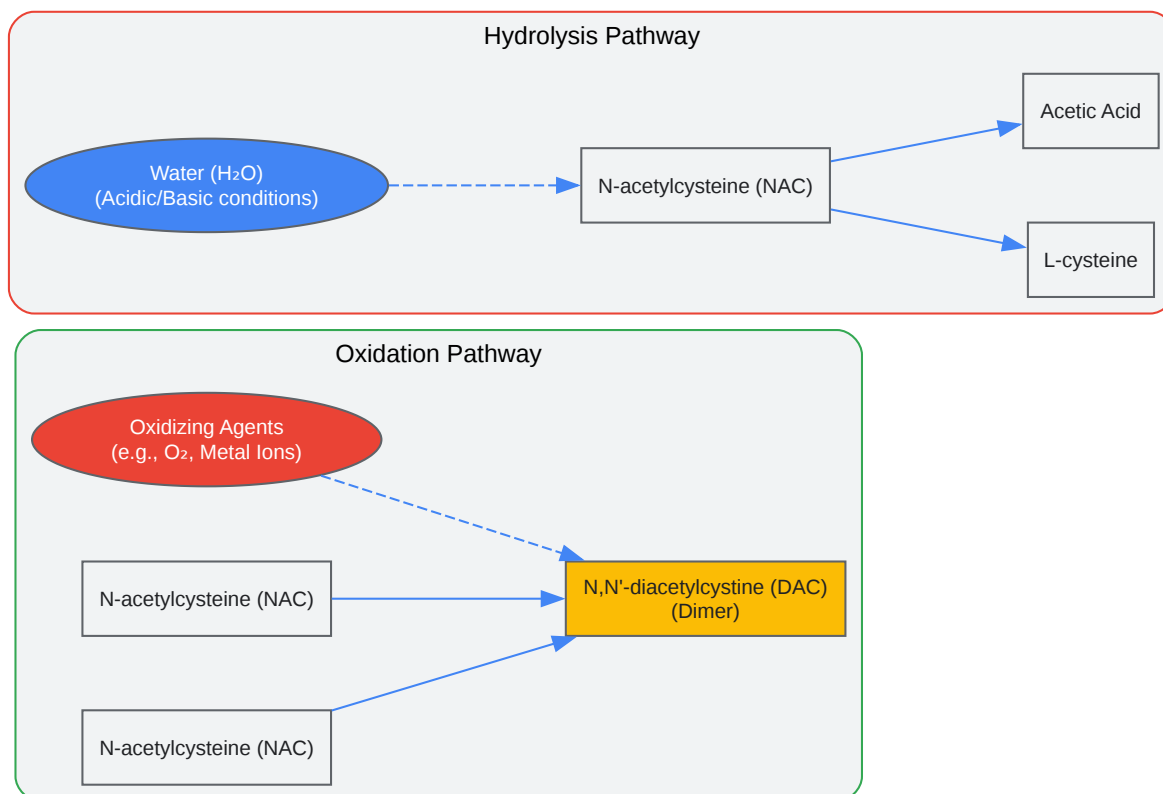 Hydrolysis Pathway
Acetic Acid
Water (H₂O)
(Acidic/Basic conditions)
N-acetylcysteine (NAC)
L-cysteine
Oxidation Pathway
Oxidizing Agents
(e.g., O₂, Metal Ions)
N-acetylcysteine (NAC)
N,N'-diacetylcystine (DAC)
(Dimer)
N-acetylcysteine (NAC)